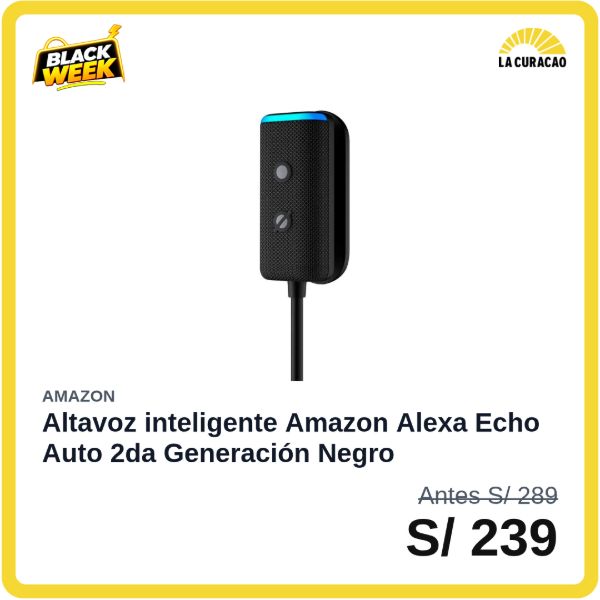 BLACK
WEEK
LA CURACAO
AMAZON
Altavoz inteligente Amazon Alexa Echo
Auto 2da Generación Negro
Antes S/ 289
S/ 239